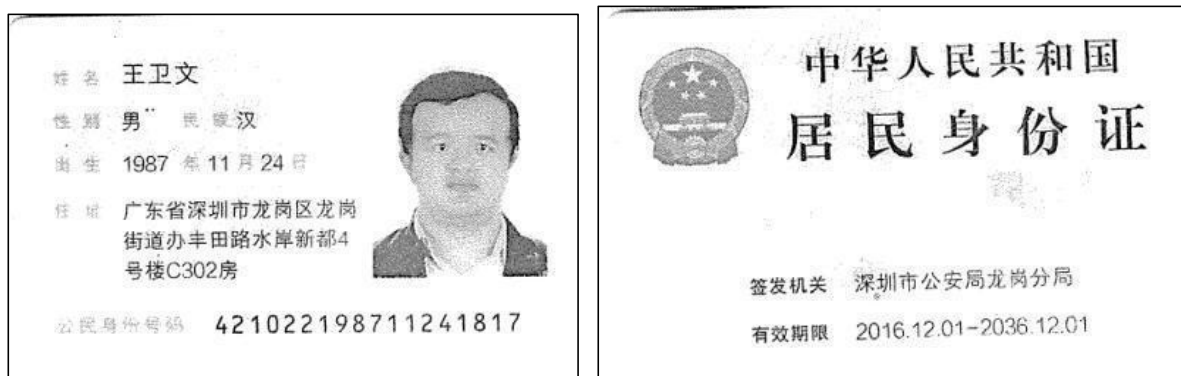 姓名 王卫文
性别 男 民族 汉
出生 1987 年 11 月 24 日
住址 广东省深圳市龙岗区龙岗
街道办丰田路水岸新都4
号楼C302房
公民身份号码 421022198711241817
中华人民共和国
居民身份证
签发机关 深圳市公安局龙岗分局
有效期限 2016.12.01-2036.12.01